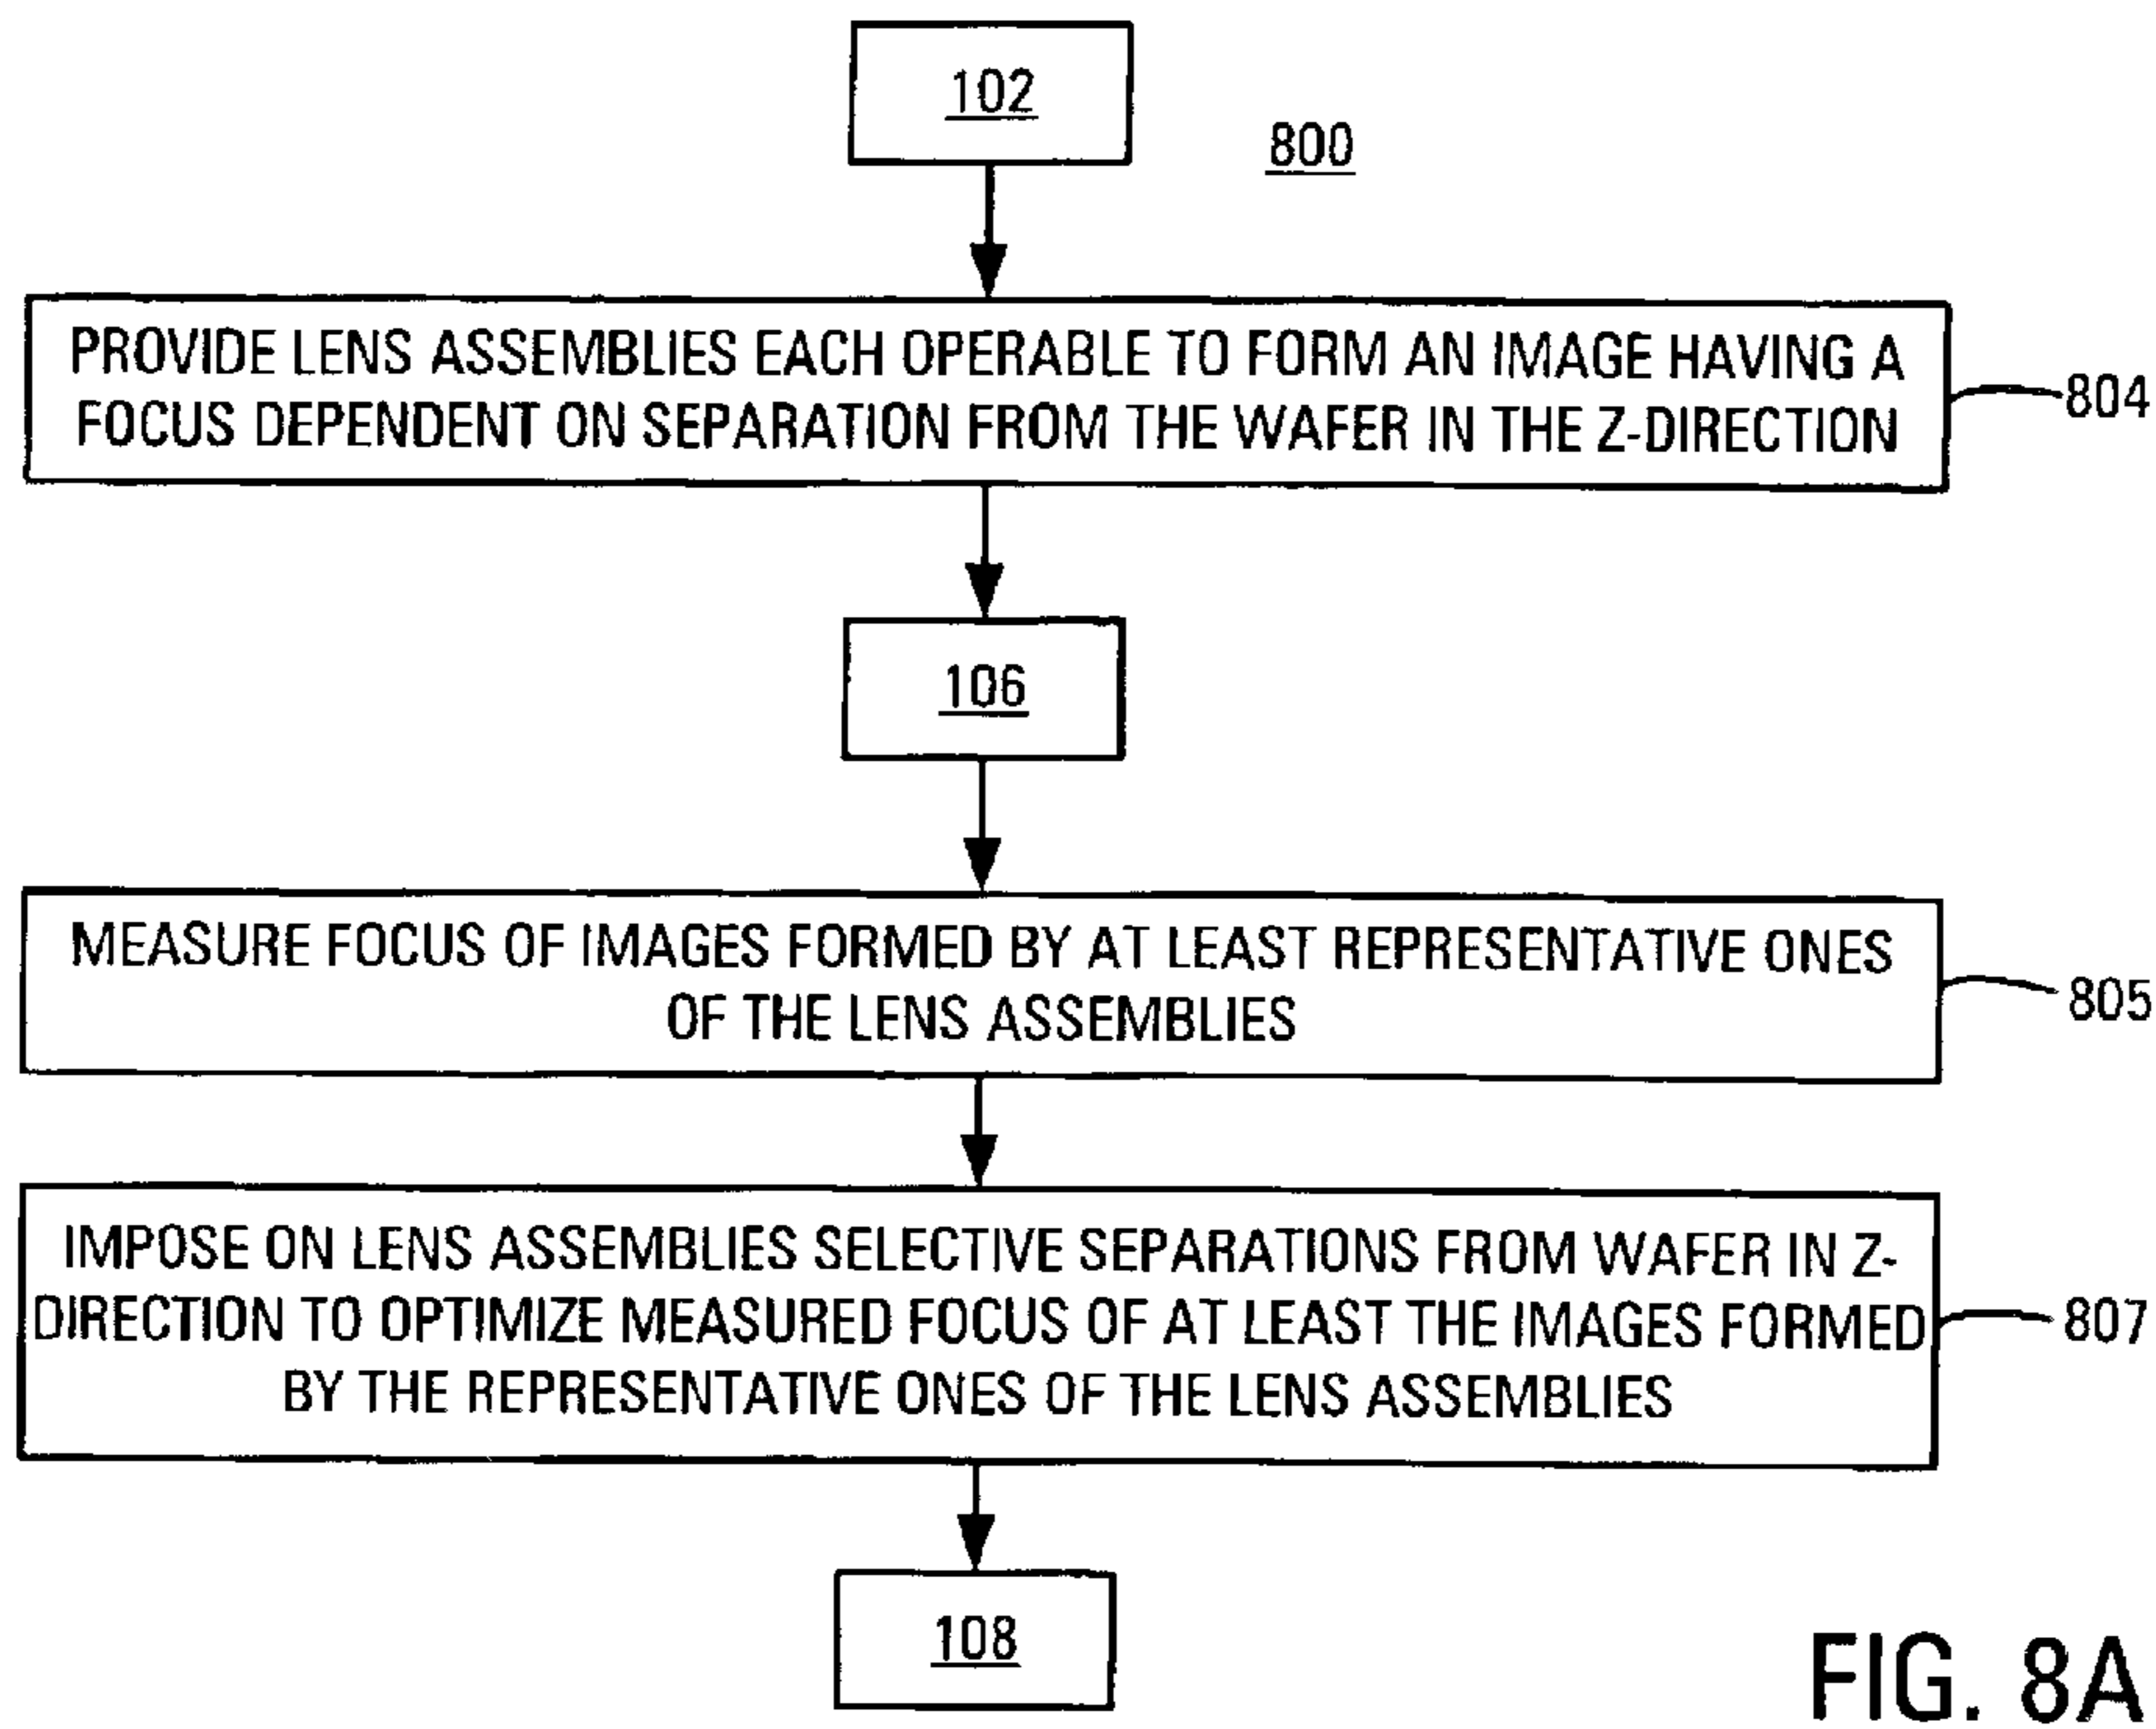 102
800
PROVIDE LENS ASSEMBLIES EACH OPERABLE TO FORM AN IMAGE HAVING A
FOCUS DEPENDENT ON SEPARATION FROM THE WAFER IN THE Z-DIRECTION
804
106
MEASURE FOCUS OF IMAGES FORMED BY AT LEAST REPRESENTATIVE ONES
OF THE LENS ASSEMBLIES
805
IMPOSE ON LENS ASSEMBLIES SELECTIVE SEPARATIONS FROM WAFER IN Z-
DIRECTION TO OPTIMIZE MEASURED FOCUS OF AT LEAST THE IMAGES FORMED
BY THE REPRESENTATIVE ONES OF THE LENS ASSEMBLIES
807
108
FIG. 8A